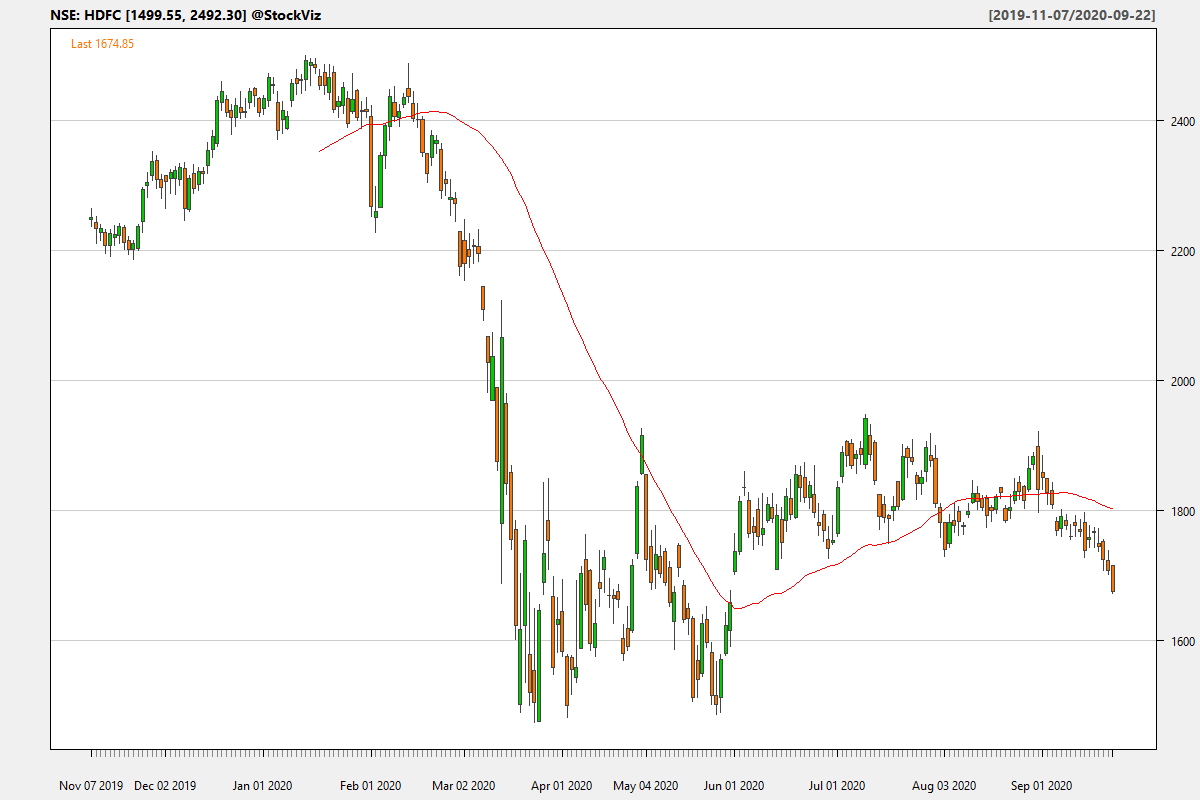 NSE: HDFC [1499.55, 2492.30] @StockViz
[2019-11-07/2020-09-22]
Last 1674.85
2400
2200
2000
1800
1600
Nov 07 2019 Dec 02 2019 Jan 01 2020 Feb 01 2020 Mar 02 2020 Apr 01 2020 May 04 2020 Jun 01 2020 Jul 01 2020 Aug 03 2020 Sep 01 2020